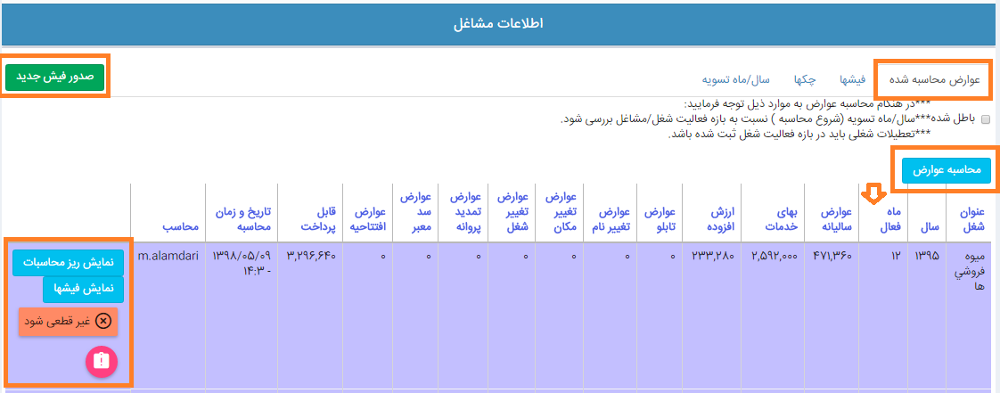 اطلاعات مشاغل
صدور فیش جدید
عوارض محاسبه شده
فیشها
چکها
سال/ماه تسویه
باطل شده
***در هنگام محاسبه عوارض به موارد ذیل توجه فرمایید:
***سال/ماه تسویه (شروع محاسبه ) نسبت به بازه فعالیت شغل/مشاغل بررسی شود.
***تعطیلات شغلی باید در بازه فعالیت شغل ثبت شده باشد.
محاسبه عوارض
عنوان شغل
سال
ماه فعال
عوارض سالیانه
بهای خدمات
ارزش افزوده
عوارض تغییر تابلو
عوارض تغییر نام
عوارض تغییر مکان
عوارض تغییر شغل
عوارض تمدید پروانه
عوارض سد معبر
عوارض افتتاحیه
قابل پرداخت
تاریخ و زمان محاسبه
محاسب
میوه فروشي ها
۱۳۹۵
۱۲
۴۷۱,۳۶۰
۲,۵۹۲,۰۰۰
۲۳۳,۲۸۰
۰
۰
۰
۰
۰
۰
۰
۳,۲۹۶,۶۴۰
۱۳۹۸/۰۵/۰۹ - ۱۴:۳
m.alamdari
نمایش ریز محاسبات
نمایش فیشها
غیر قطعی شود